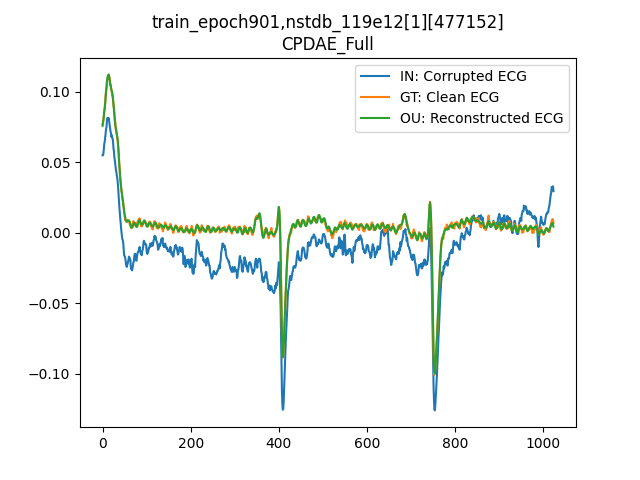 train_epoch901,nstdb_119e12[1][477152]
CPDAE_Full
IN: Corrupted ECG
GT: Clean ECG
OU: Reconstructed ECG
0.10
0.05
0.00
−0.05
−0.10
0 200 400 600 800 1000